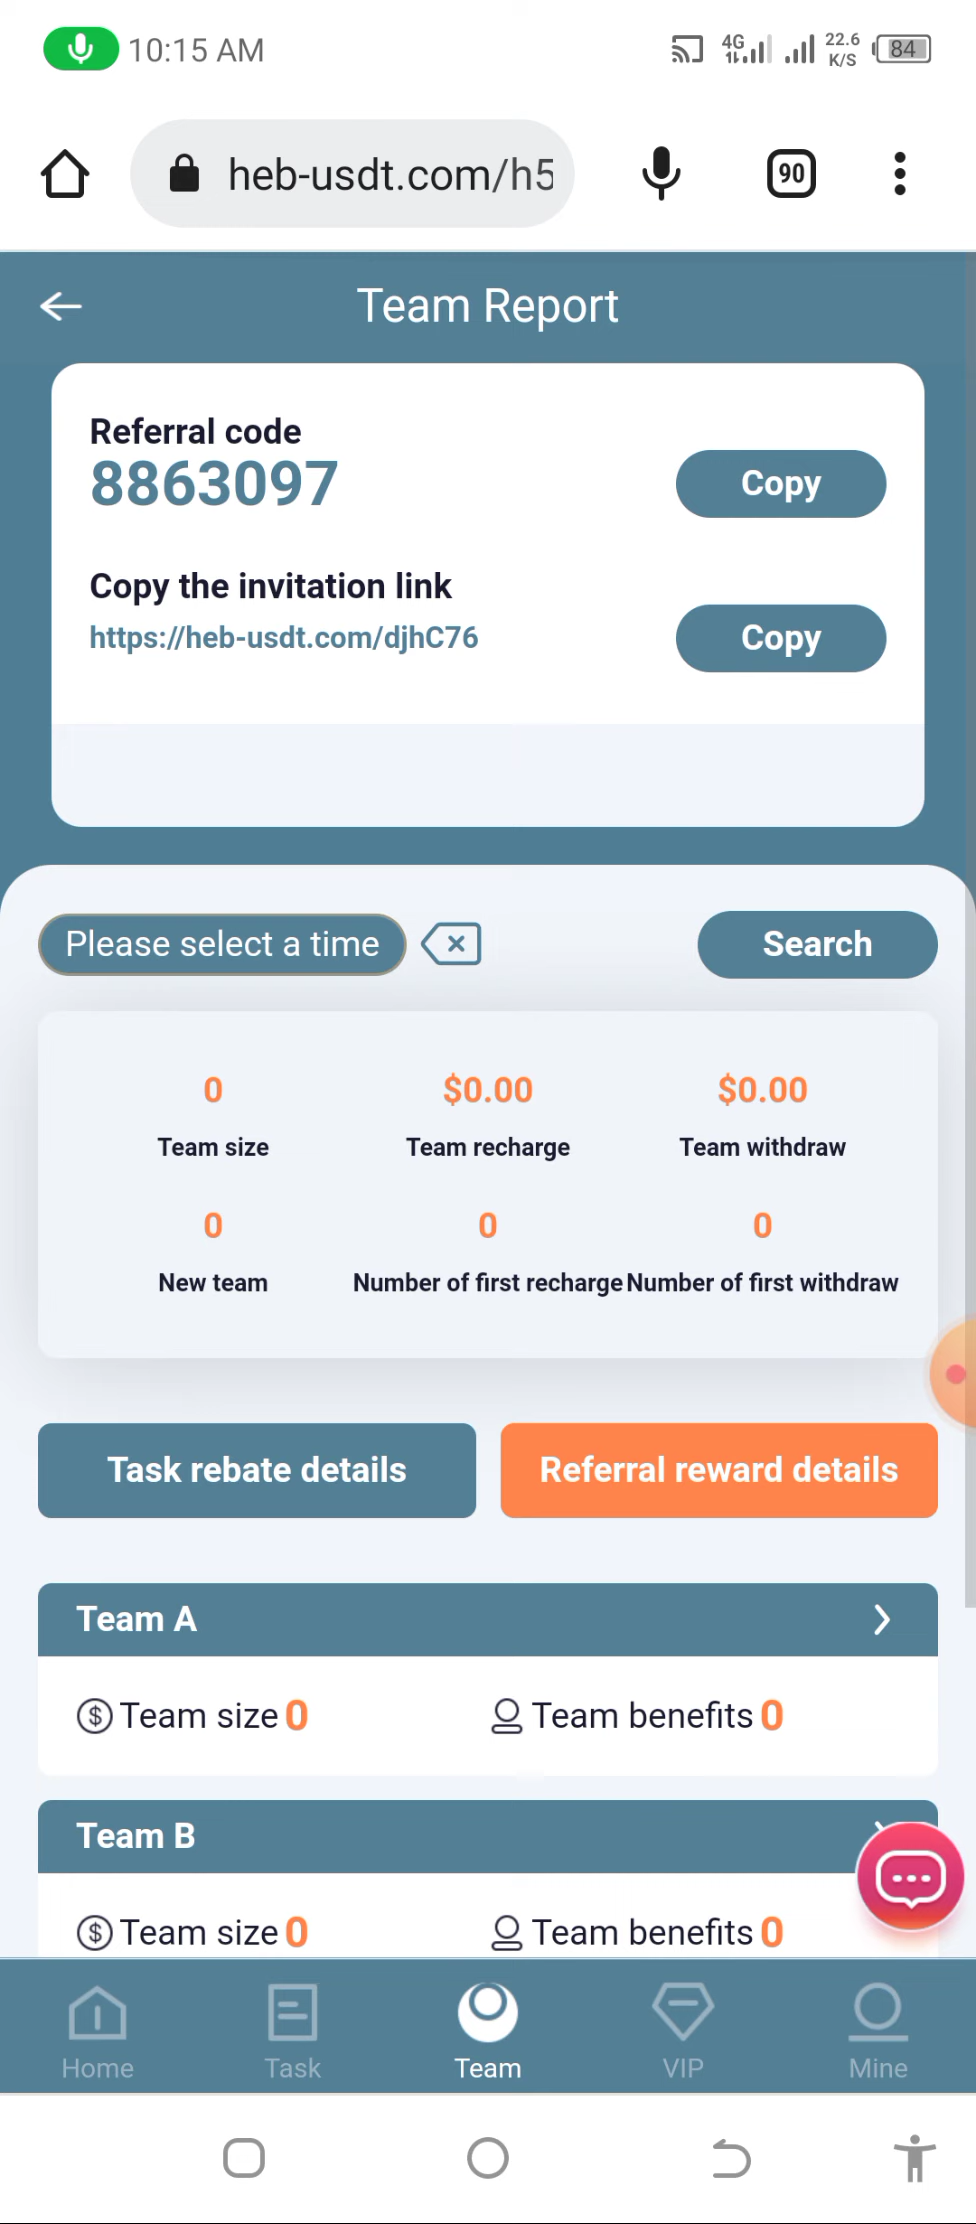 10:15 AM
4G
22.6
K/S
84
heb-usdt.com/h5
90
Team Report
Referral code
8863097
Copy
Copy the invitation link
https://heb-usdt.com/djhC76
Copy
Please select a time
Search
0
$0.00
$0.00
Team size
Team recharge
Team withdraw
0
0
0
New team
Number of first recharge
Number of first withdraw
Task rebate details
Referral reward details
Team A
Team size 0
Team benefits 0
Team B
Team size 0
Team benefits 0
Home
Task
Team
VIP
Mine